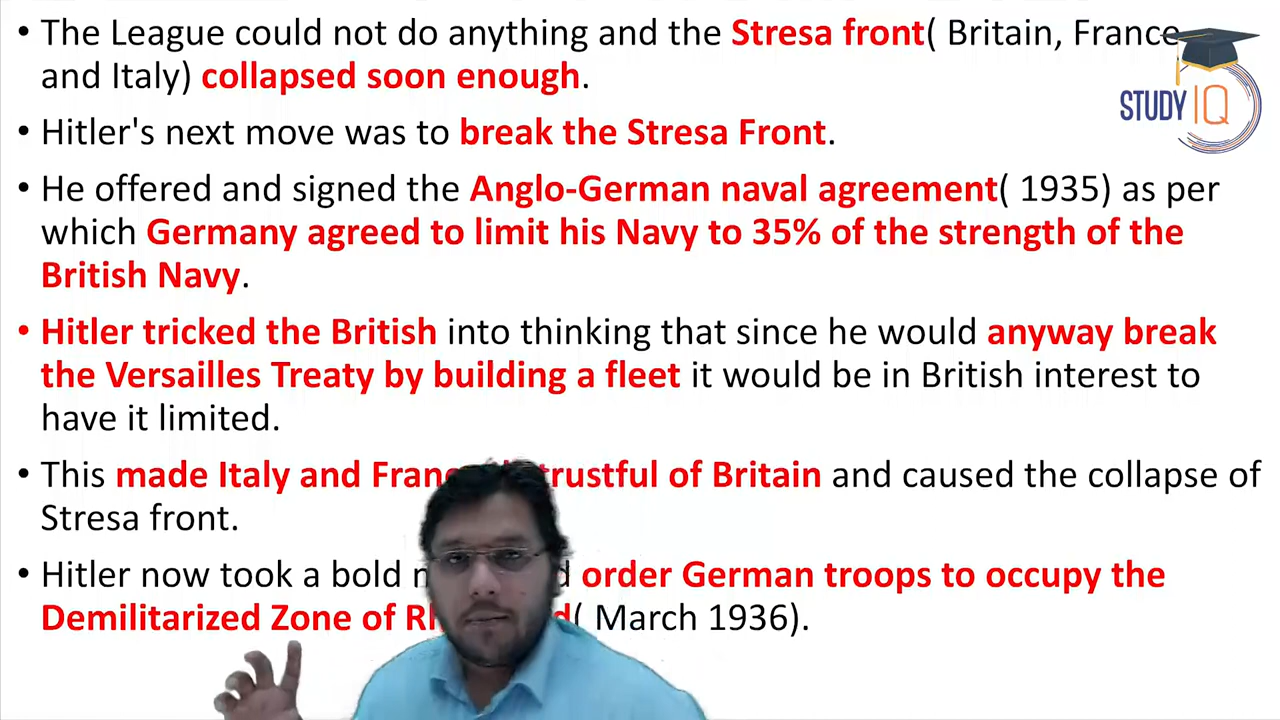 • The League could not do anything and the Stresa front( Britain, France
and Italy) collapsed soon enough.
STUDY IQ
• Hitler's next move was to break the Stresa Front.
• He offered and signed the Anglo-German naval agreement( 1935) as per
which Germany agreed to limit his Navy to 35% of the strength of the
British Navy.
• Hitler tricked the British into thinking that since he would anyway break
the Versailles Treaty by building a fleet it would be in British interest to
have it limited.
• This made Italy and of Britain and caused the collapse of
Stresa front.
• Hitler now took a bold order German troops to occupy the
Demilitarized Zone of ( March 1936).